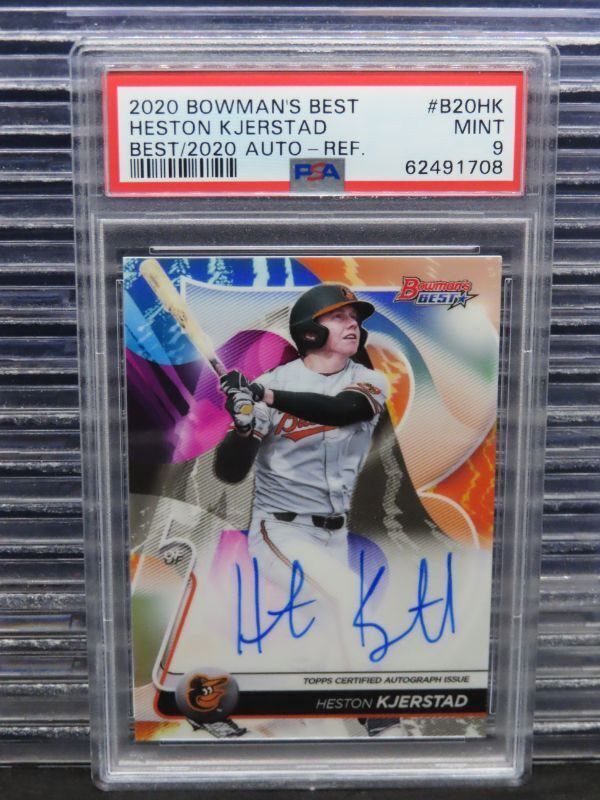 2020 BOWMAN'S BEST #B20HK
HESTON KJERSTAD MINT
BEST/2020 AUTO-REF. 9
PSA 62491708
Bowman's
BEST
OF
TOPPS CERTIFIED AUTOGRAPH ISSUE
HESTON KJERSTAD